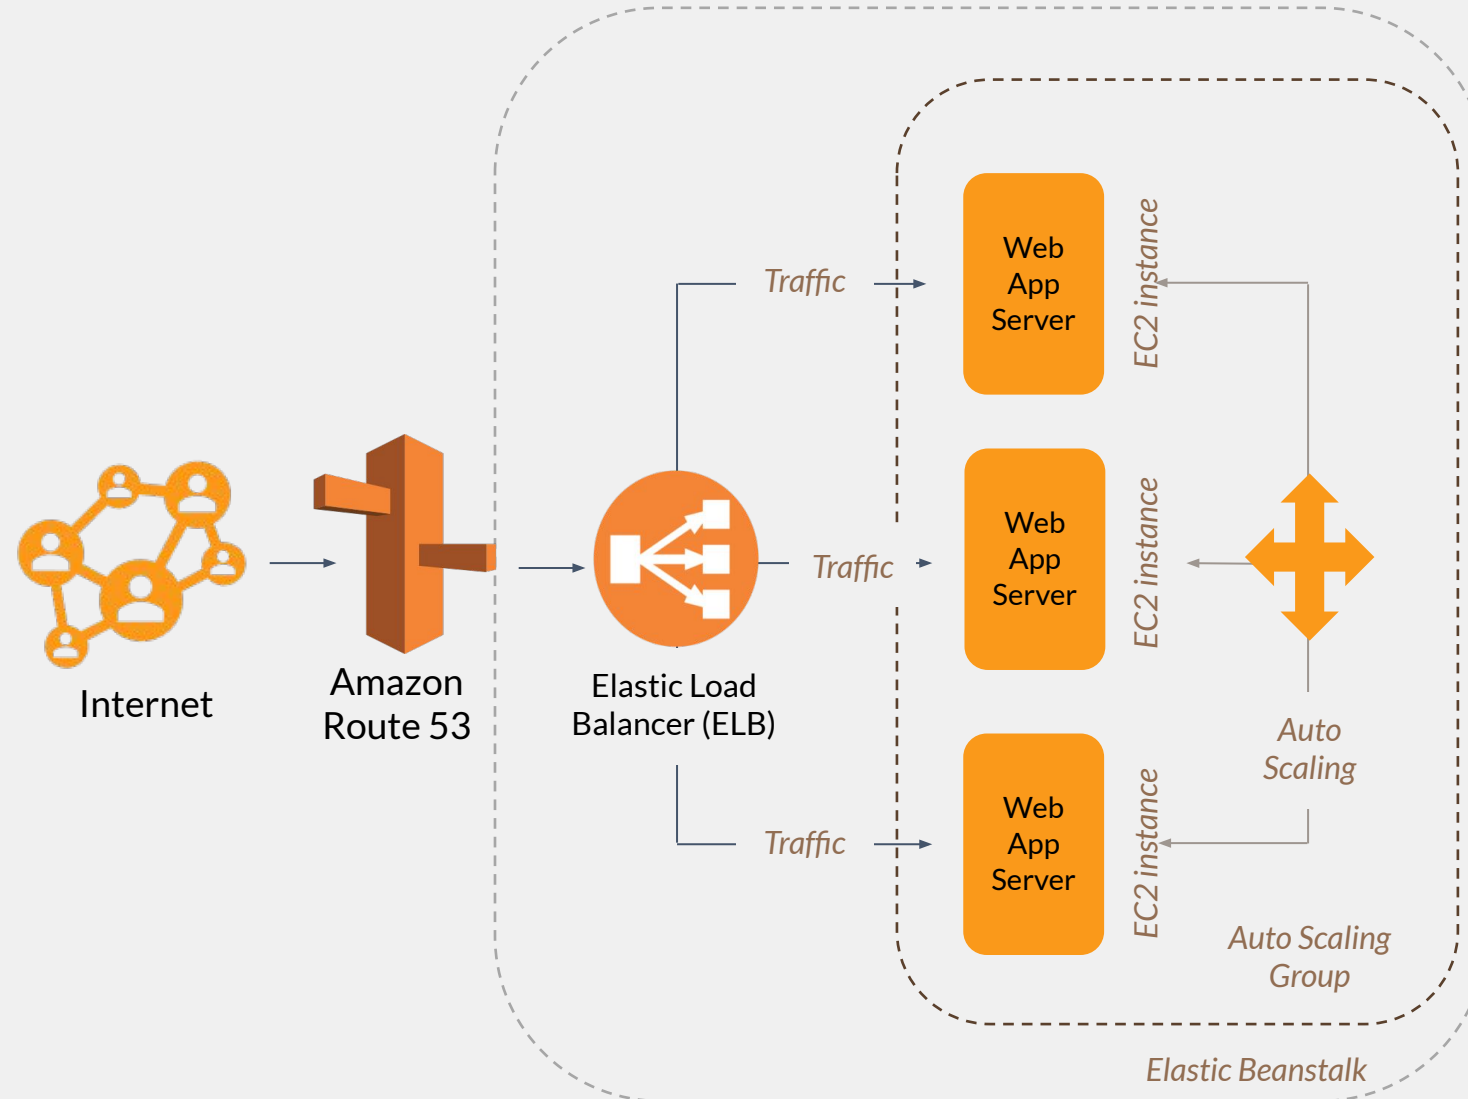 Internet
Amazon
Route 53
Elastic Load
Balancer (ELB)
Traffic
Traffic
Traffic
Web
App
Server
EC2 instance
Web
App
Server
EC2 instance
Web
App
Server
EC2 instance
Auto
Scaling
Auto Scaling
Group
Elastic Beanstalk